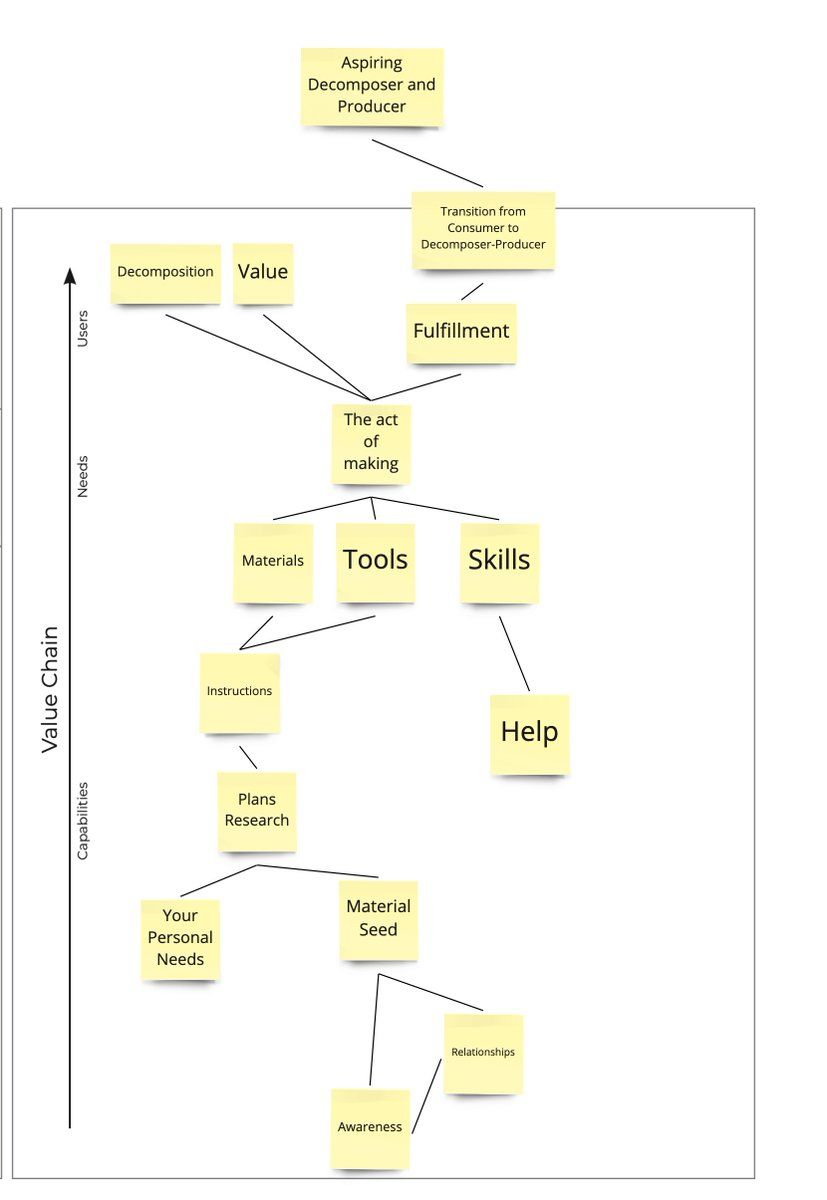 Aspiring
Decomposer and
Producer
Transition from
Consumer to
Decomposer-Producer
Decomposition
Value
Users
Fulfillment
The act
of
making
Needs
Materials
Tools
Skills
Value Chain
Instructions
Help
Capabilities
Plans
Research
Your
Personal
Needs
Material
Seed
Relationships
Awareness